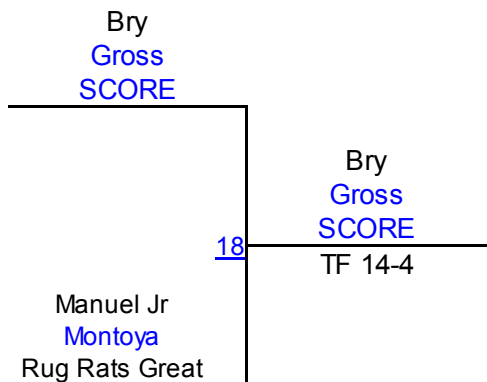 Bry
Gross
SCORE
Bry
Gross
SCORE
18
TF 14-4
Manuel Jr
Montoya
Rug Rats Great